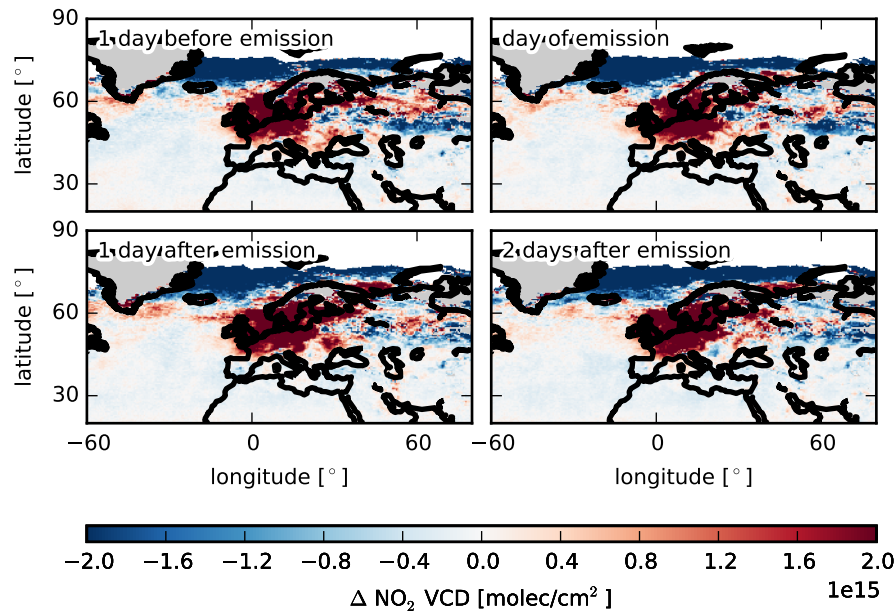 1 day before emission
day of emission
90
60
30
latitude [°]
1 day after emission
2 days after emission
90
60
30
latitude [°]
−60
0
60
−60
0
60
longitude [°]
longitude [°]
−2.0 −1.6 −1.2 −0.8 −0.4 0.0 0.4 0.8 1.2 1.6 2.0
1e15
Δ NO₂ VCD [molec/cm²]